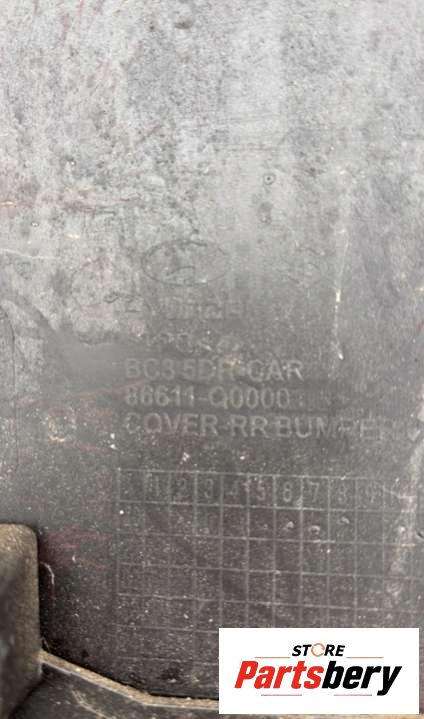 BC3 5DR-CAR
86611-Q0000
COVER-RR BUMPER
1 2 3 4 5 6 7 8 9
STORE
Partsbery